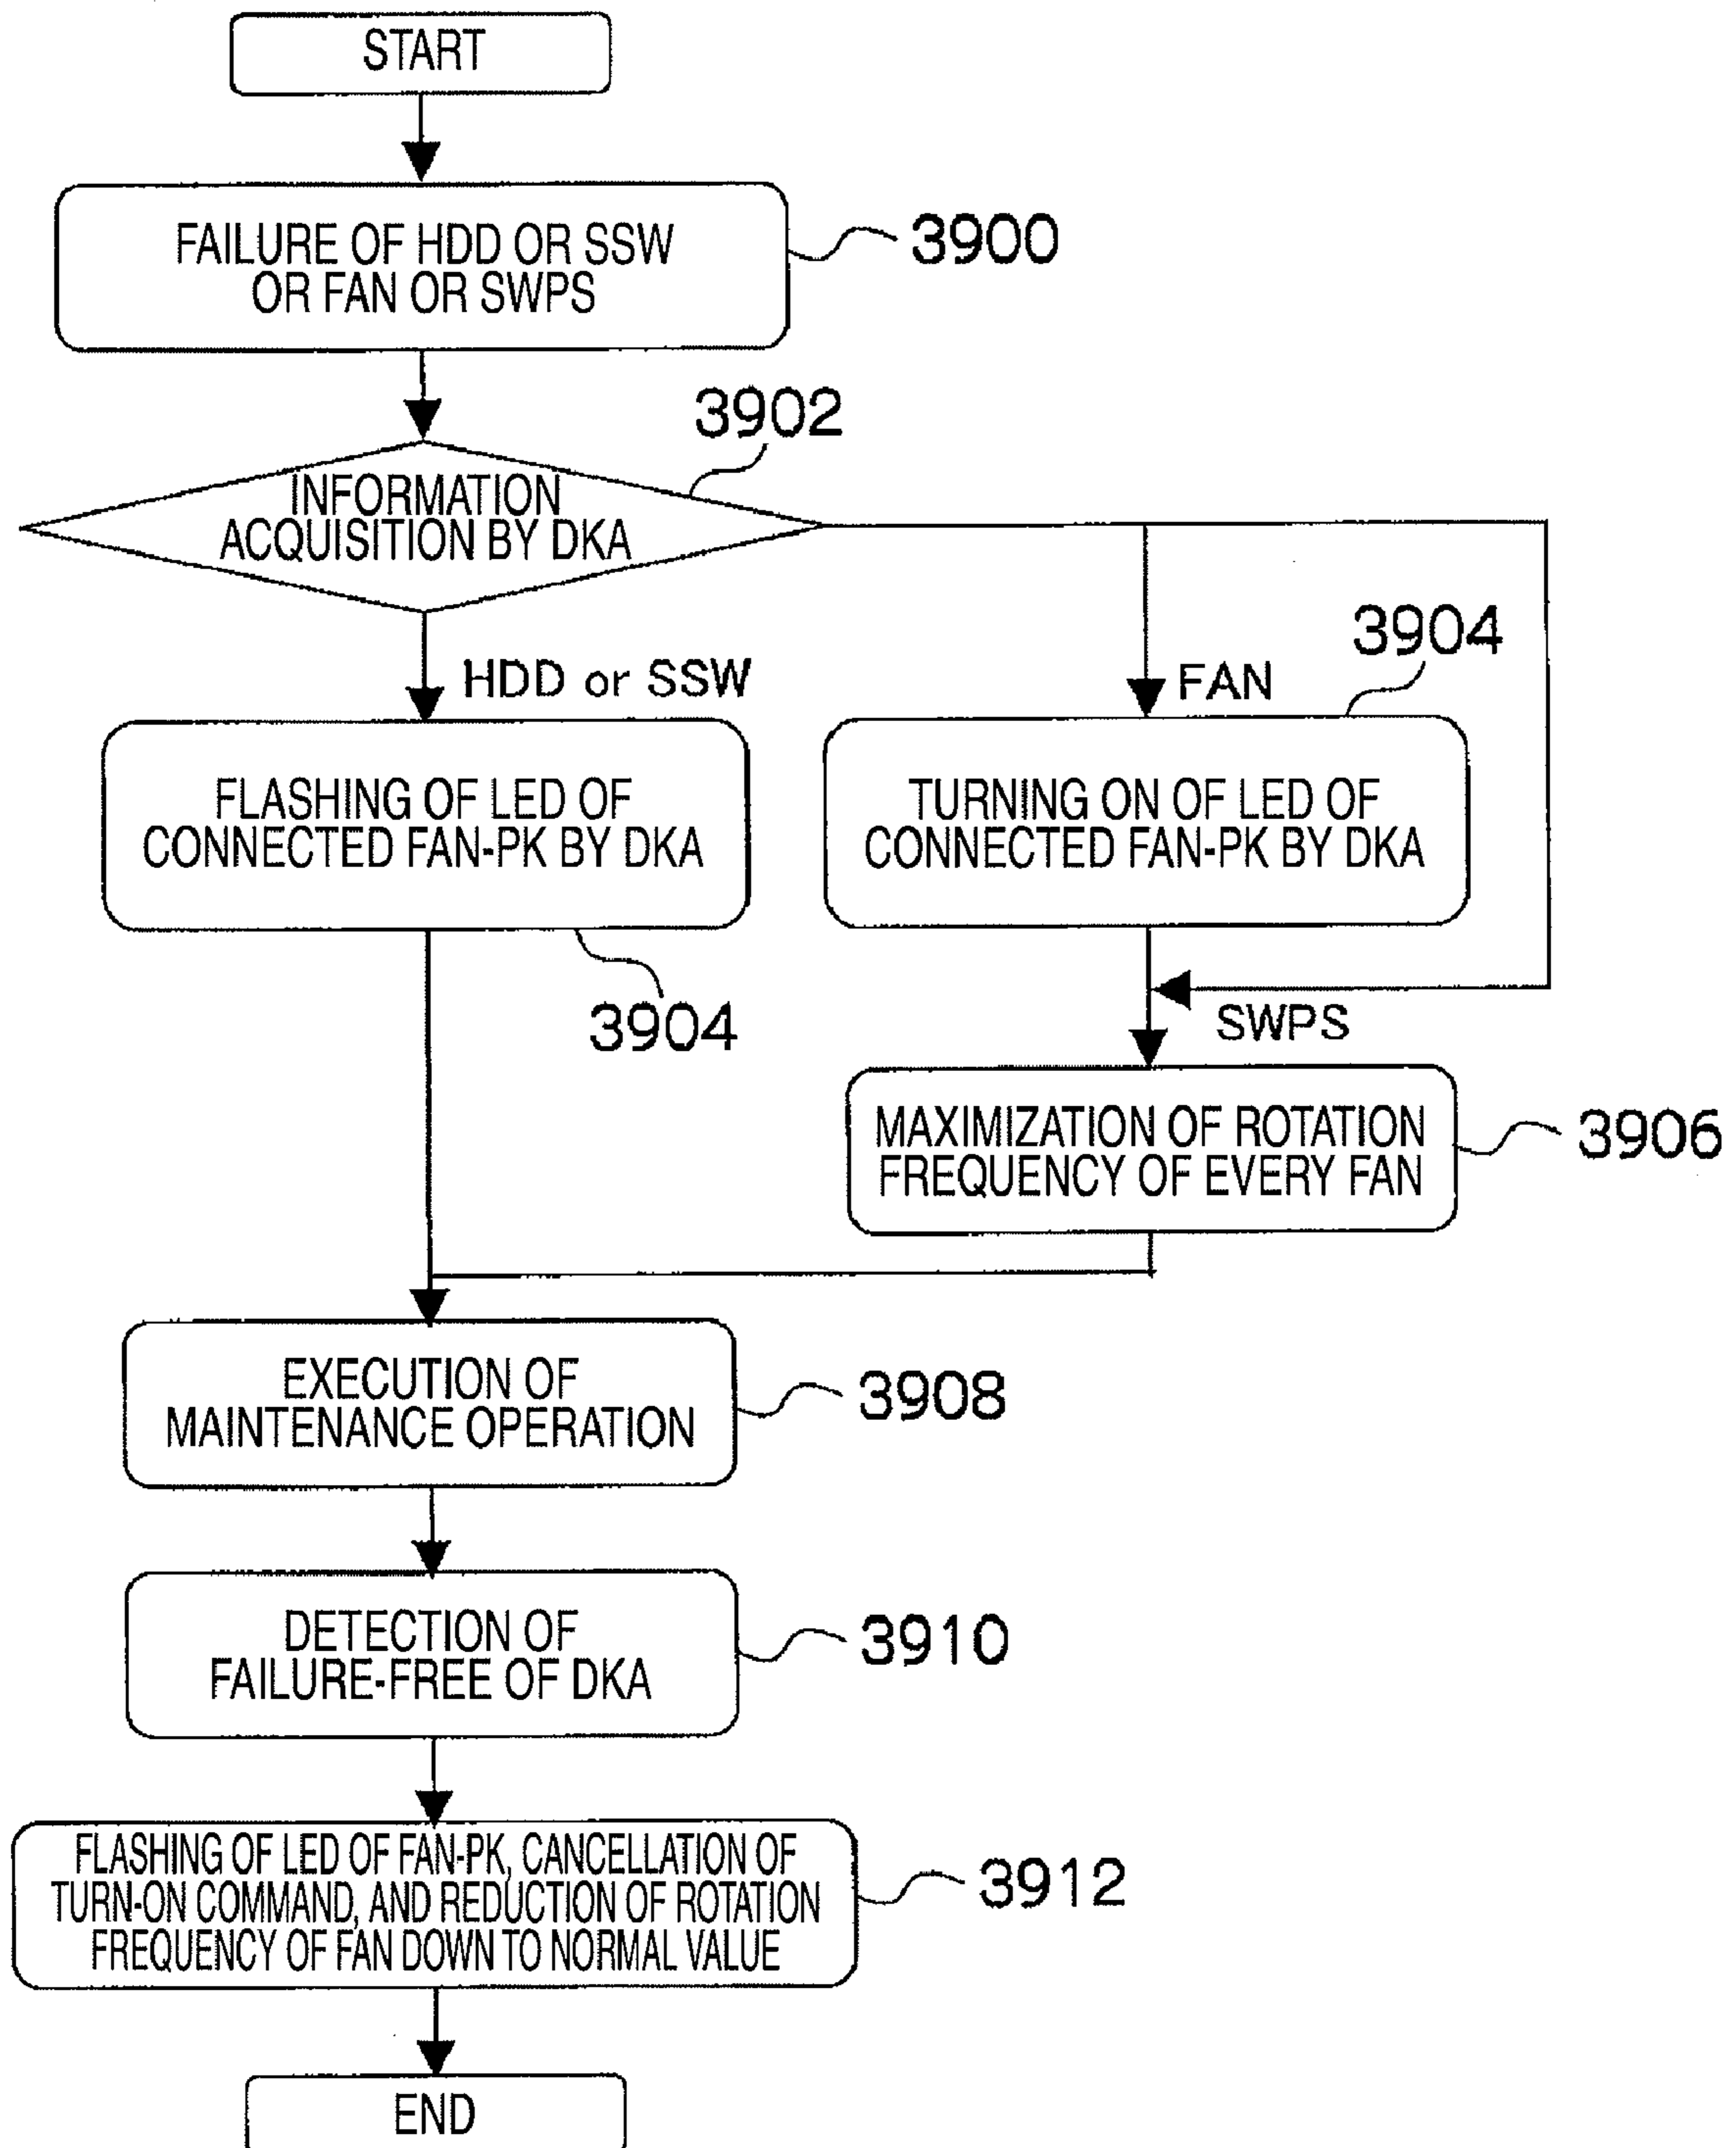 START
FAILURE OF HDD OR SSW
OR FAN OR SWPS
3900
3902
INFORMATION
ACQUISITION BY DKA
HDD or SSW
FAN
3904
FLASHING OF LED OF
CONNECTED FAN-PK BY DKA
3904
TURNING ON OF LED OF
CONNECTED FAN-PK BY DKA
SWPS
MAXIMIZATION OF ROTATION
FREQUENCY OF EVERY FAN
3906
EXECUTION OF
MAINTENANCE OPERATION
3908
DETECTION OF
FAILURE-FREE OF DKA
3910
FLASHING OF LED OF FAN-PK, CANCELLATION OF
TURN-ON COMMAND, AND REDUCTION OF ROTATION
FREQUENCY OF FAN DOWN TO NORMAL VALUE
3912
END